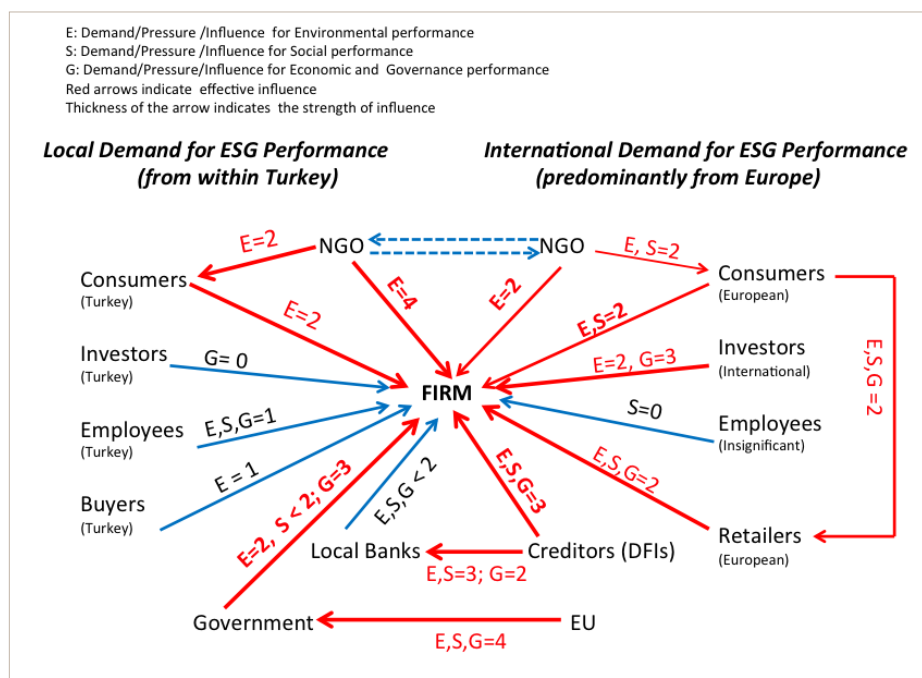 E: Demand/Pressure /Influence for Environmental performance
S: Demand/Pressure /Influence for Social performance
G: Demand/Pressure/Influence for Economic and Governance performance
Red arrows indicate effective influence
Thickness of the arrow indicates the strength of influence
Local Demand for ESG Performance
(from within Turkey)
International Demand for ESG Performance
(predominantly from Europe)
E=2
NGO
NGO
E, S=2
Consumers
(Turkey)
Consumers
(European)
E=2
E=4
E=2
E,S=2
E,S,G =2
Investors
(Turkey)
G= 0
E=2, G=3
Investors
(International)
FIRM
Employees
(Turkey)
E,S,G=1
S=0
Employees
(Insignificant)
Buyers
(Turkey)
E = 1
E=2, S < 2; G=3
E,S,G < 2
E,S,G=3
E,S,G=2
Retailers
(European)
Local Banks
Creditors (DFIs)
E,S=3; G=2
Government
EU
E,S,G=4